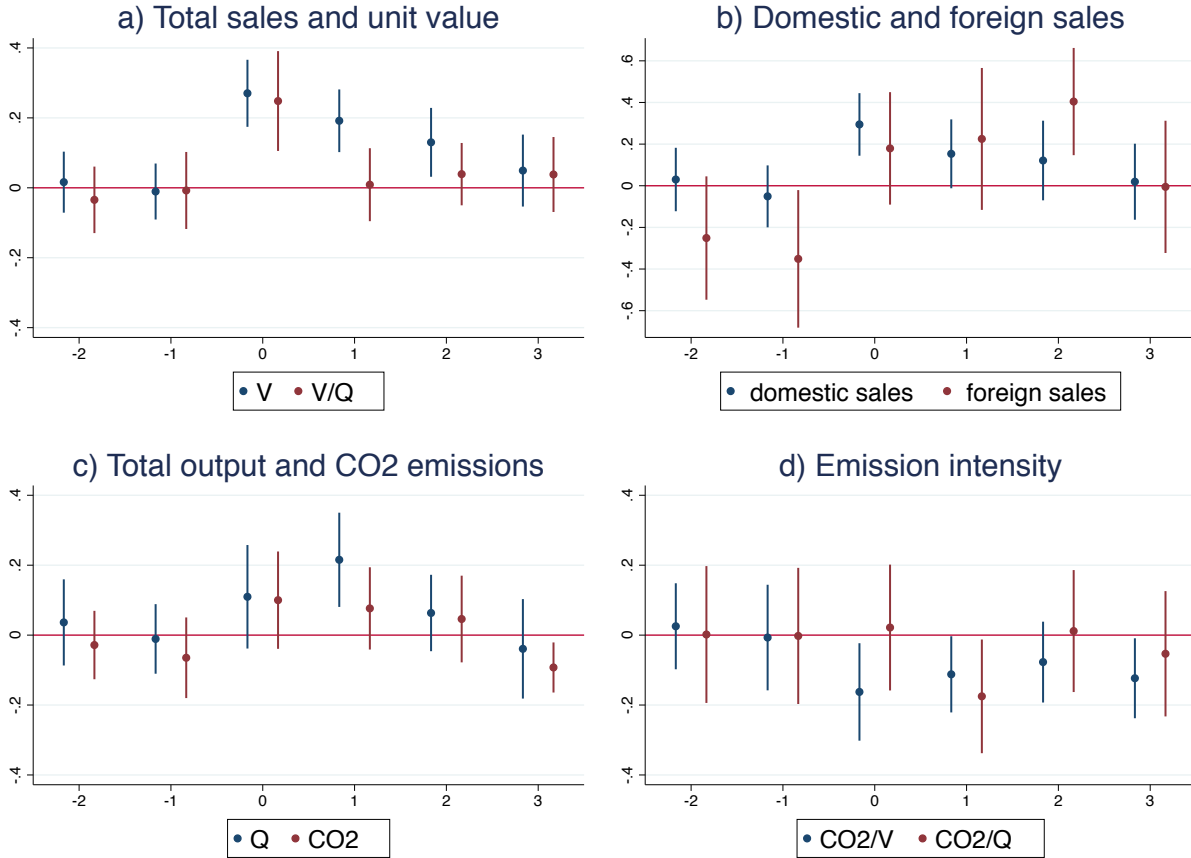 a) Total sales and unit value
.4
.2
0
-.2
-.4
-2 -1 0 1 2 3
V V/Q
b) Domestic and foreign sales
.6
.4
.2
0
-.2
-.4
-.6
-2 -1 0 1 2 3
domestic sales foreign sales
c) Total output and CO2 emissions
.4
.2
0
-.2
-.4
-2 -1 0 1 2 3
Q CO2
d) Emission intensity
.4
.2
0
-.2
-.4
-2 -1 0 1 2 3
CO2/V CO2/Q